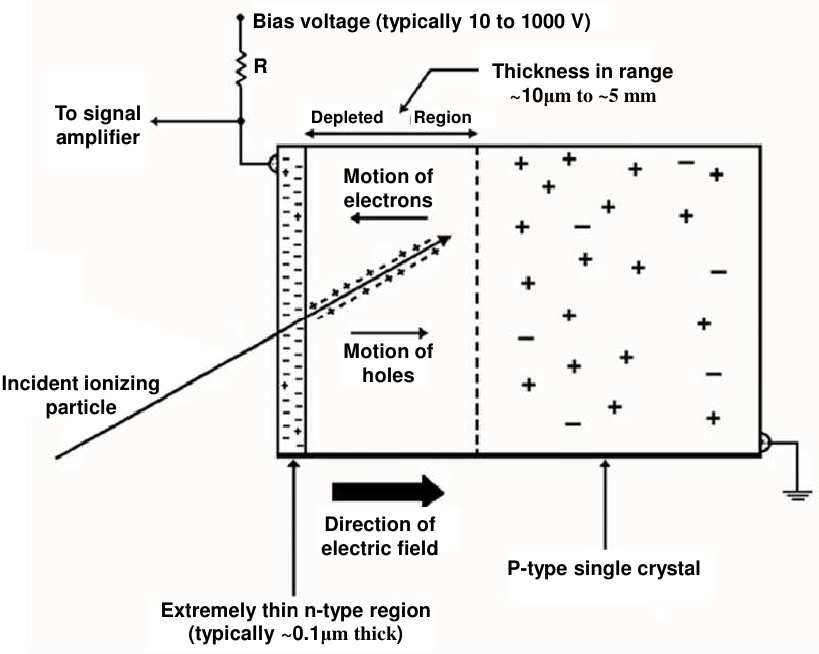 Bias voltage (typically 10 to 1000 V)
R
Thickness in range
~10μm to ~5 mm
To signal
amplifier
Depleted Region
Motion of
electrons
Motion of
holes
Incident ionizing
particle
Direction of
electric field
P-type single crystal
Extremely thin n-type region
(typically ~0.1μm thick)